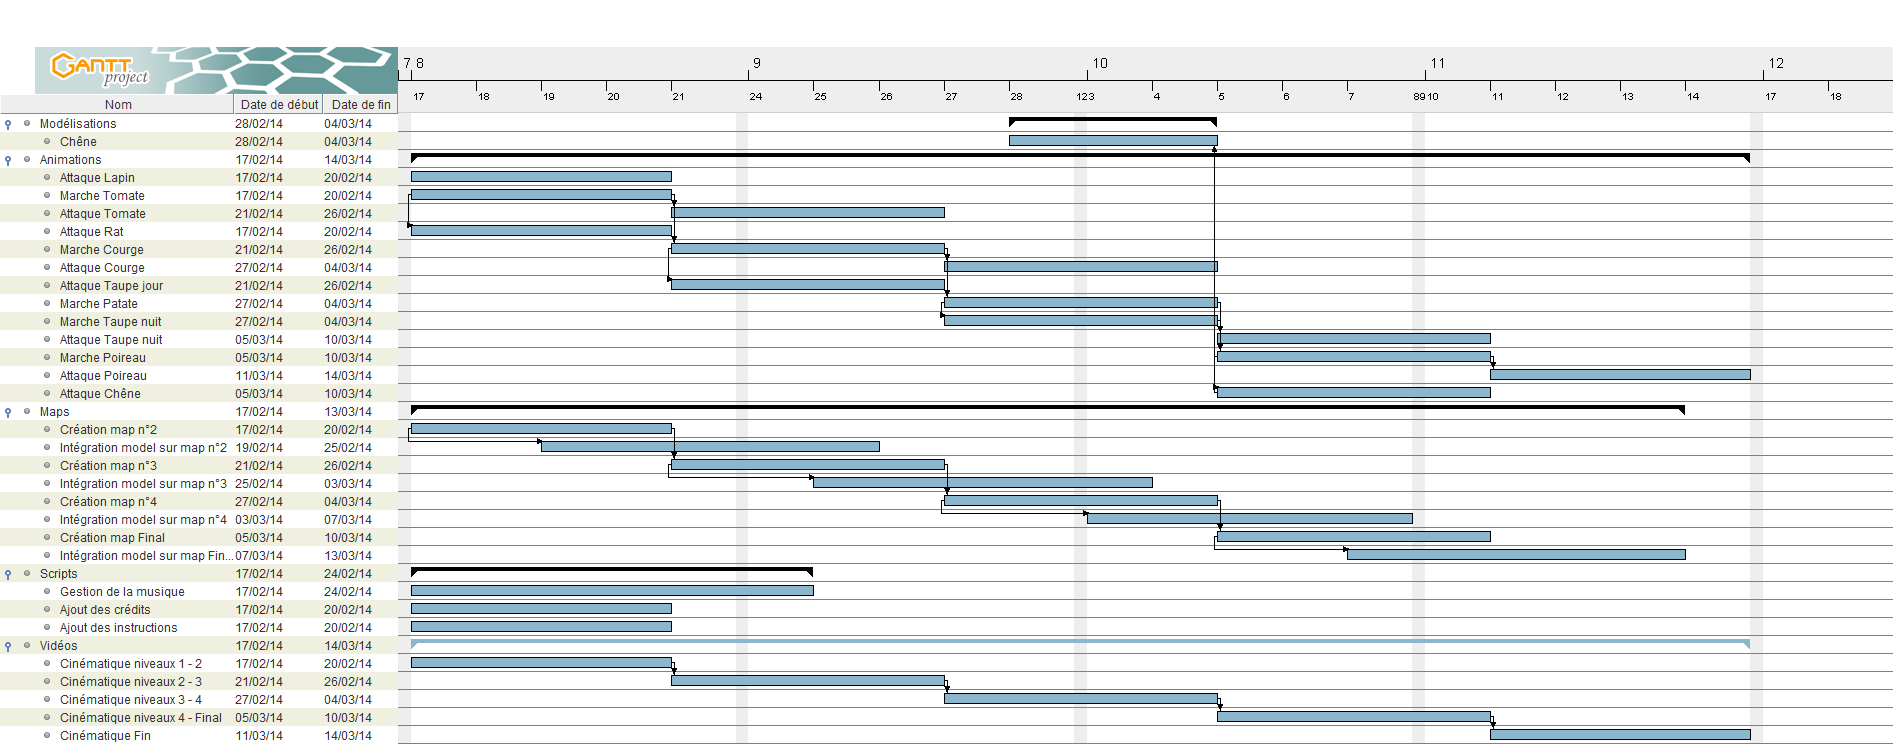 GANTT
project
7 8 9 10 11 12
17 18 19 20 21 24 25 26 27 28 1 2 3 4 5 6 7 8 9 10 11 12 13 14 17 18
Nom Date de début Date de fin
Modélisations 28/02/14 04/03/14
Chêne 28/02/14 04/03/14
Animations 17/02/14 14/03/14
Attaque Lapin 17/02/14 20/02/14
Marche Tomate 17/02/14 20/02/14
Attaque Tomate 21/02/14 26/02/14
Attaque Rat 17/02/14 20/02/14
Marche Courge 21/02/14 26/02/14
Attaque Courge 27/02/14 04/03/14
Attaque Taupe jour 21/02/14 26/02/14
Marche Patate 27/02/14 04/03/14
Marche Taupe nuit 27/02/14 04/03/14
Attaque Taupe nuit 05/03/14 10/03/14
Marche Poireau 05/03/14 10/03/14
Attaque Poireau 11/03/14 14/03/14
Attaque Chêne 05/03/14 10/03/14
Maps 17/02/14 13/03/14
Création map n°2 17/02/14 20/02/14
Intégration model sur map n°2 19/02/14 25/02/14
Création map n°3 21/02/14 26/02/14
Intégration model sur map n°3 25/02/14 03/03/14
Création map n°4 27/02/14 04/03/14
Intégration model sur map n°4 03/03/14 07/03/14
Création map Final 05/03/14 10/03/14
Intégration model sur map Fin... 07/03/14 13/03/14
Scripts 17/02/14 24/02/14
Gestion de la musique 17/02/14 24/02/14
Ajout des crédits 17/02/14 20/02/14
Ajout des instructions 17/02/14 20/02/14
Vidéos 17/02/14 14/03/14
Cinématique niveaux 1 - 2 17/02/14 20/02/14
Cinématique niveaux 2 - 3 21/02/14 26/02/14
Cinématique niveaux 3 - 4 27/02/14 04/03/14
Cinématique niveaux 4 - Final 05/03/14 10/03/14
Cinématique Fin 11/03/14 14/03/14